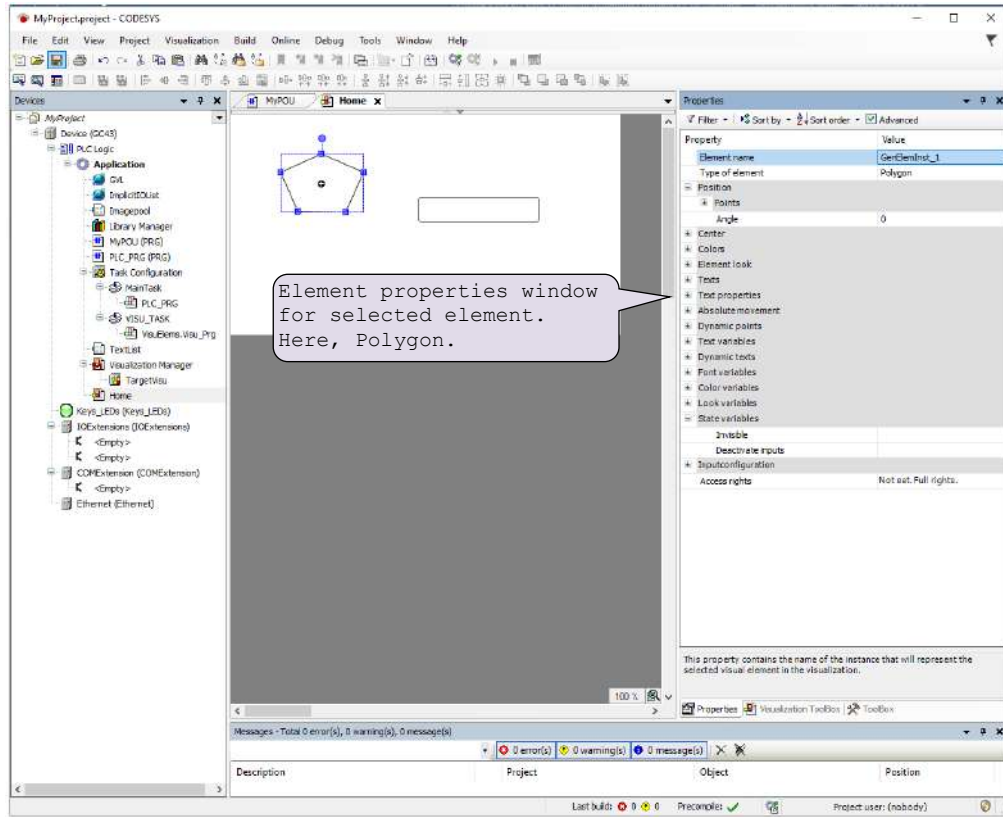 MyProject.project - CODESYS
File Edit View Project Visualization Build Online Debug Tools Window Help
Devices
MyProject
Device (GC43)
PLC Logic
Application
GVL
ImplicitIOList
Imagepool
Library Manager
MyPOU (PRG)
PLC_PRG (PRG)
Task Configuration
MainTask
PLC_PRG
VISU_TASK
VisuElems.Visu_Prg
TextList
Visualization Manager
TargetVisu
Home
Keys_LEDs (Keys_LEDs)
IOExtensions (IOExtensions)
<Empty>
<Empty>
COMExtension (COMExtension)
<Empty>
Ethernet (Ethernet)
MyPOU Home x
Element properties window
for selected element.
Here, Polygon.
100 %
Properties
Filter Sort by Sort order Advanced
Property Value
Element name GenElemInst_1
Type of element Polygon
Position
Points
Angle 0
Center
Colors
Element look
Texts
Text properties
Absolute movement
Dynamic points
Text variables
Dynamic texts
Font variables
Color variables
Look variables
State variables
Invisible
Deactivate inputs
Inputconfiguration
Access rights Not set. Full rights.
This property contains the name of the instance that will represent the
selected visual element in the visualization.
Properties Visualization ToolBox ToolBox
Messages - Total 0 error(s), 0 warning(s), 0 message(s)
0 error(s) 0 warning(s) 0 message(s)
Description Project Object Position
Last build: 0 0 Precompile: Project user: (nobody)